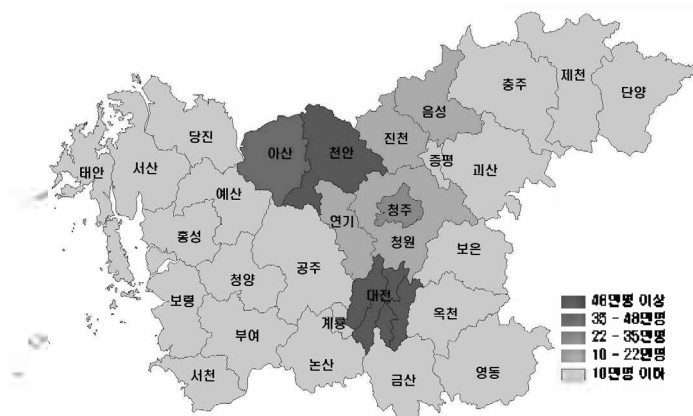 충주
제천
단양
음성
당진
아산
천안
진천
증평
괴산
태안
서산
예산
연기
청주
홍성
청원
보은
공주
청양
보령
대전
옥천
계룡
부여
논산
서천
금산
영동
48만명 이상
35 - 48만명
22 - 35만명
10 - 22만명
10만명 이하